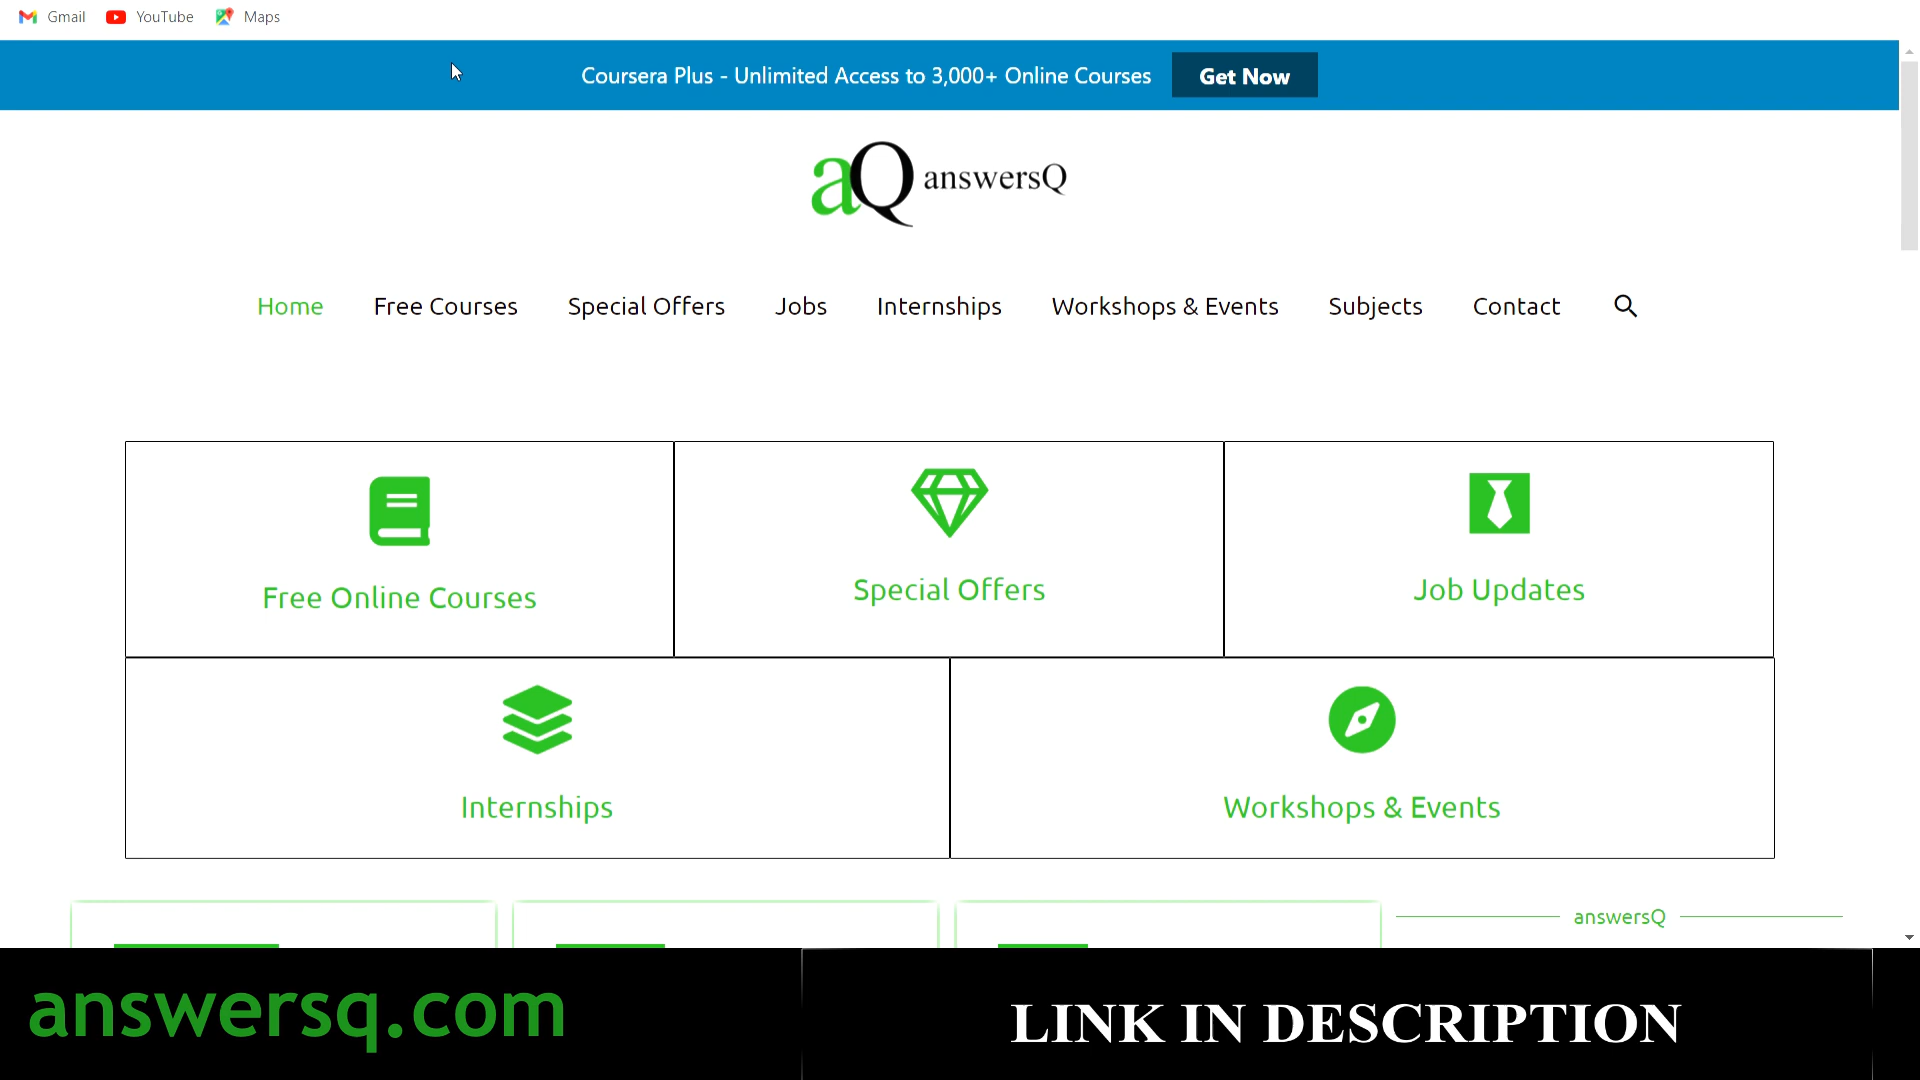 Gmail YouTube Maps
Coursera Plus - Unlimited Access to 3,000+ Online Courses Get Now
aQ answersQ
Home Free Courses Special Offers Jobs Internships Workshops & Events Subjects Contact
Free Online Courses Special Offers Job Updates
Internships Workshops & Events
answersQ
answersq.com LINK IN DESCRIPTION